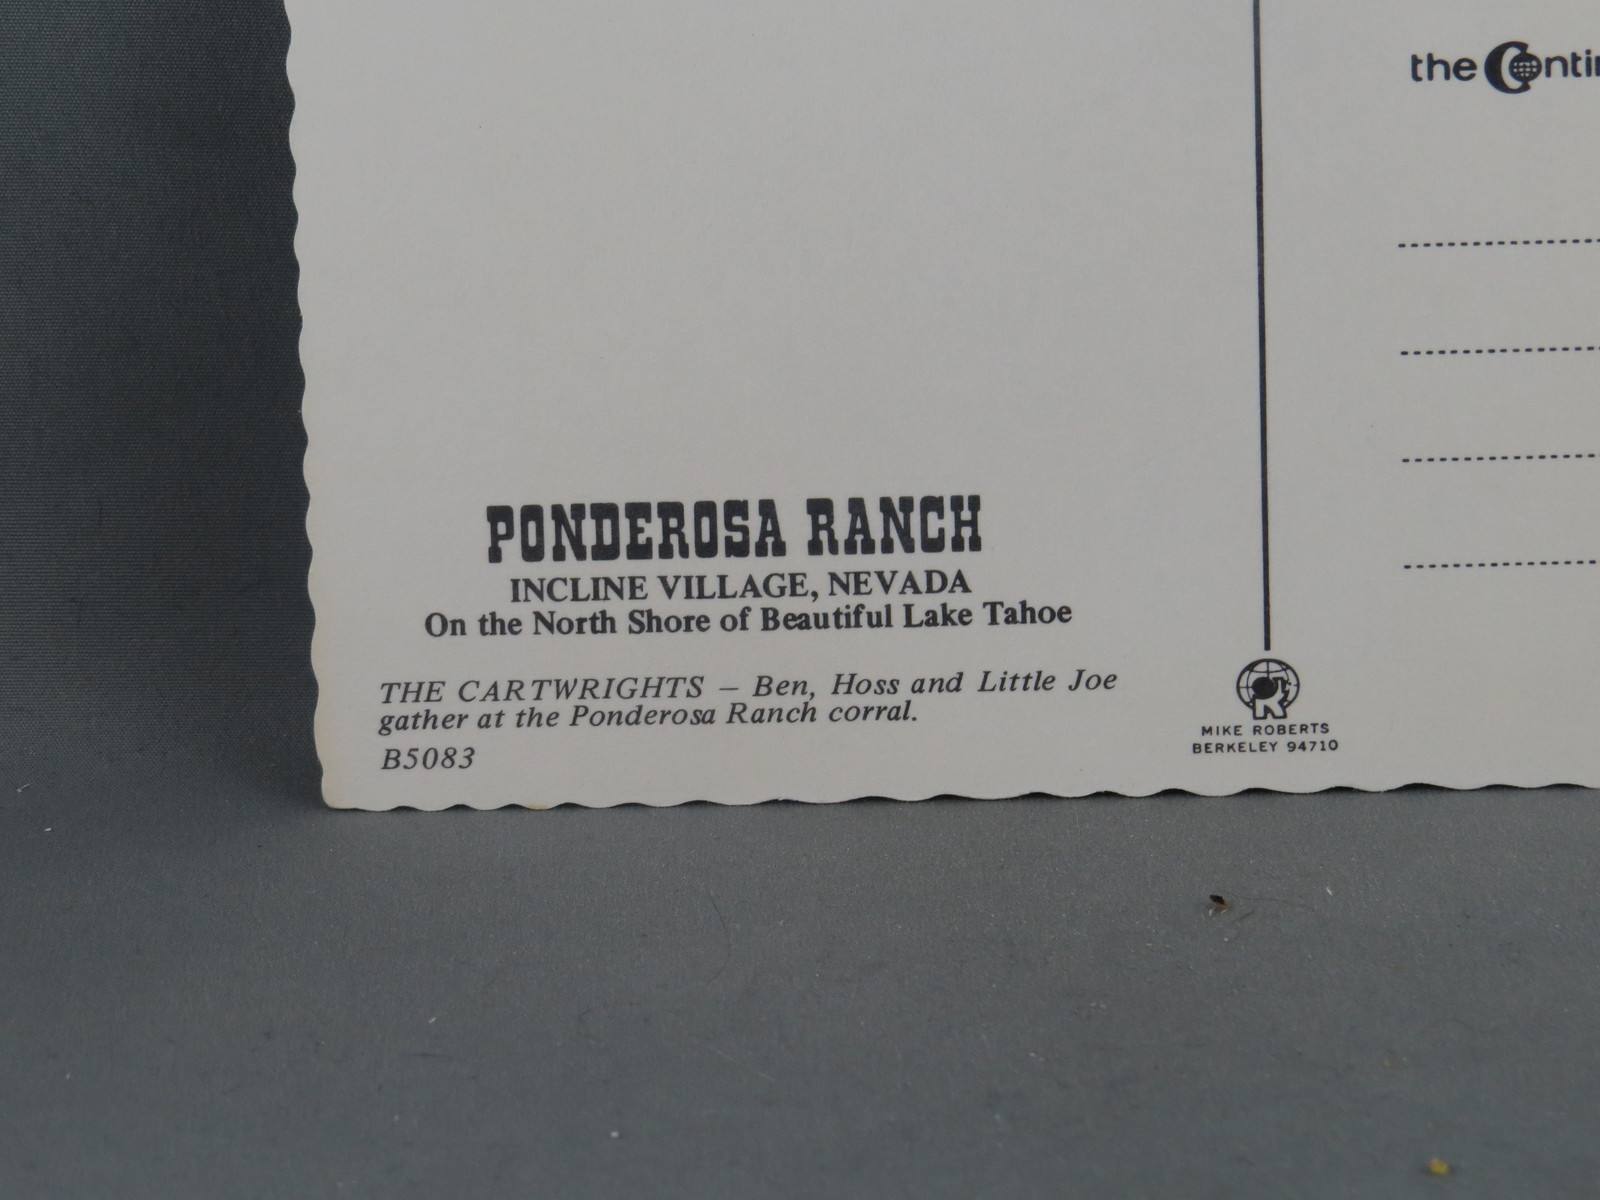 the Contin
PONDEROSA RANCH
INCLINE VILLAGE, NEVADA
On the North Shore of Beautiful Lake Tahoe
THE CARTWRIGHTS – Ben, Hoss and Little Joe
gather at the Ponderosa Ranch corral.
B5083
MIKE ROBERTS
BERKELEY 94710